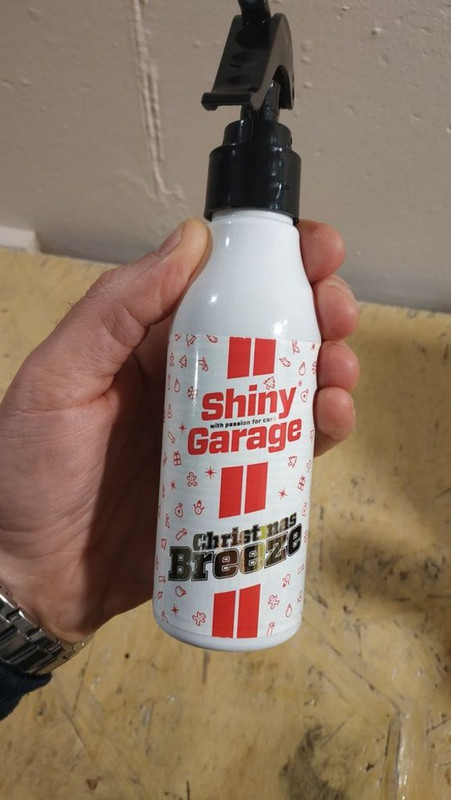 Shiny
with passion for cars
Garage
Christmas
Breeze